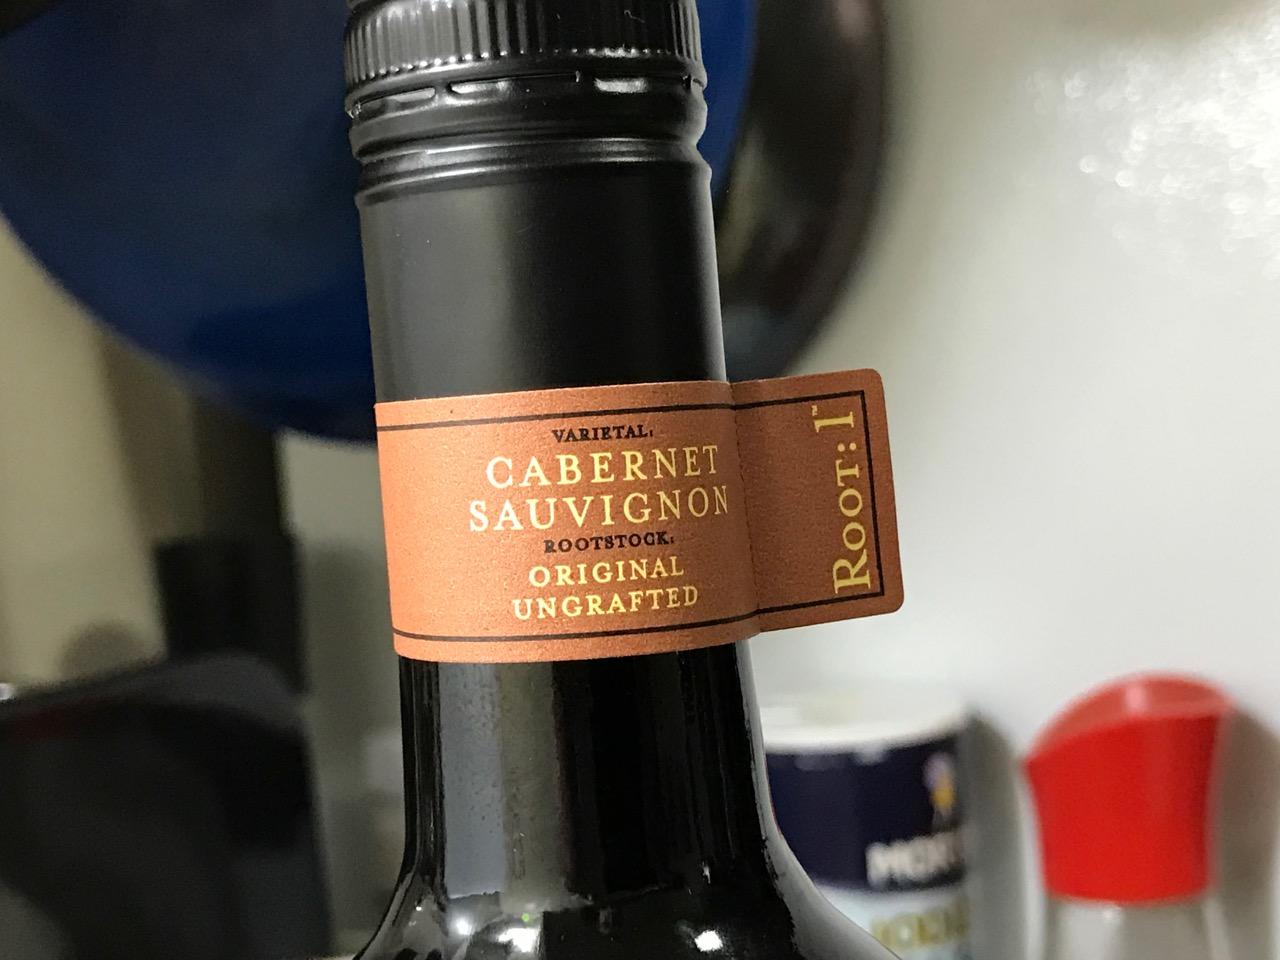 VARIETAL:
CABERNET
SAUVIGNON
ROOTSTOCK:
ORIGINAL
UNGRAFTED
ROOT: 1